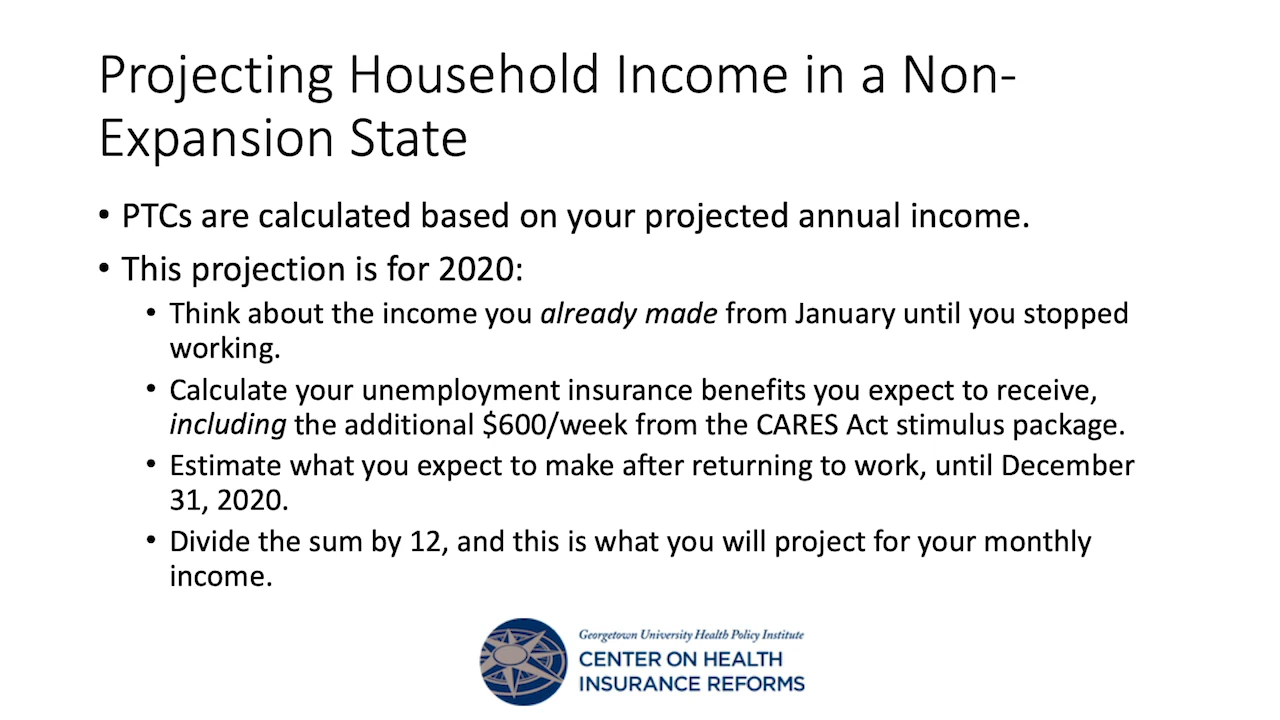 Projecting Household Income in a Non-
Expansion State
• PTCs are calculated based on your projected annual income.
• This projection is for 2020:
• Think about the income you already made from January until you stopped
working.
• Calculate your unemployment insurance benefits you expect to receive,
including the additional $600/week from the CARES Act stimulus package.
• Estimate what you expect to make after returning to work, until December
31, 2020.
• Divide the sum by 12, and this is what you will project for your monthly
income.
Georgetown University Health Policy Institute
CENTER ON HEALTH
INSURANCE REFORMS